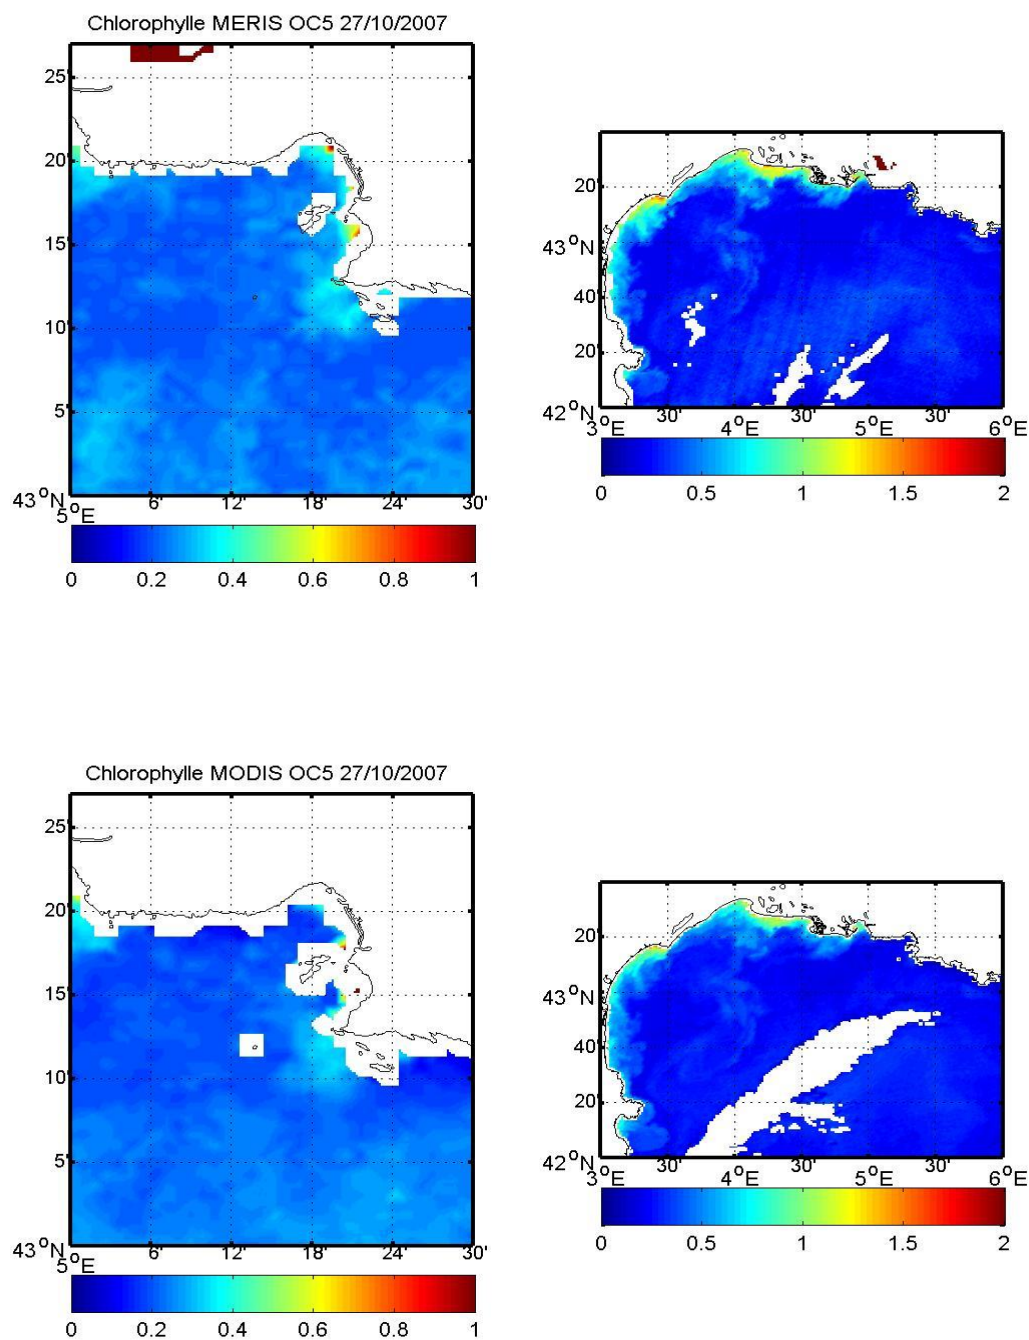 Chlorophylle MERIS OC5 27/10/2007
25'
20'
15'
10'
5'
43°N
5°E
6' 12' 18' 24' 30'
0 0.2 0.4 0.6 0.8 1
20'
43°N
40'
20'
42°N
3°E 30' 4°E 30' 5°E 30' 6°E
0 0.5 1 1.5 2
Chlorophylle MODIS OC5 27/10/2007
25'
20'
15'
10'
5'
43°N
5°E
6' 12' 18' 24' 30'
0 0.2 0.4 0.6 0.8 1
20'
43°N
40'
20'
42°N
3°E 30' 4°E 30' 5°E 30' 6°E
0 0.5 1 1.5 2